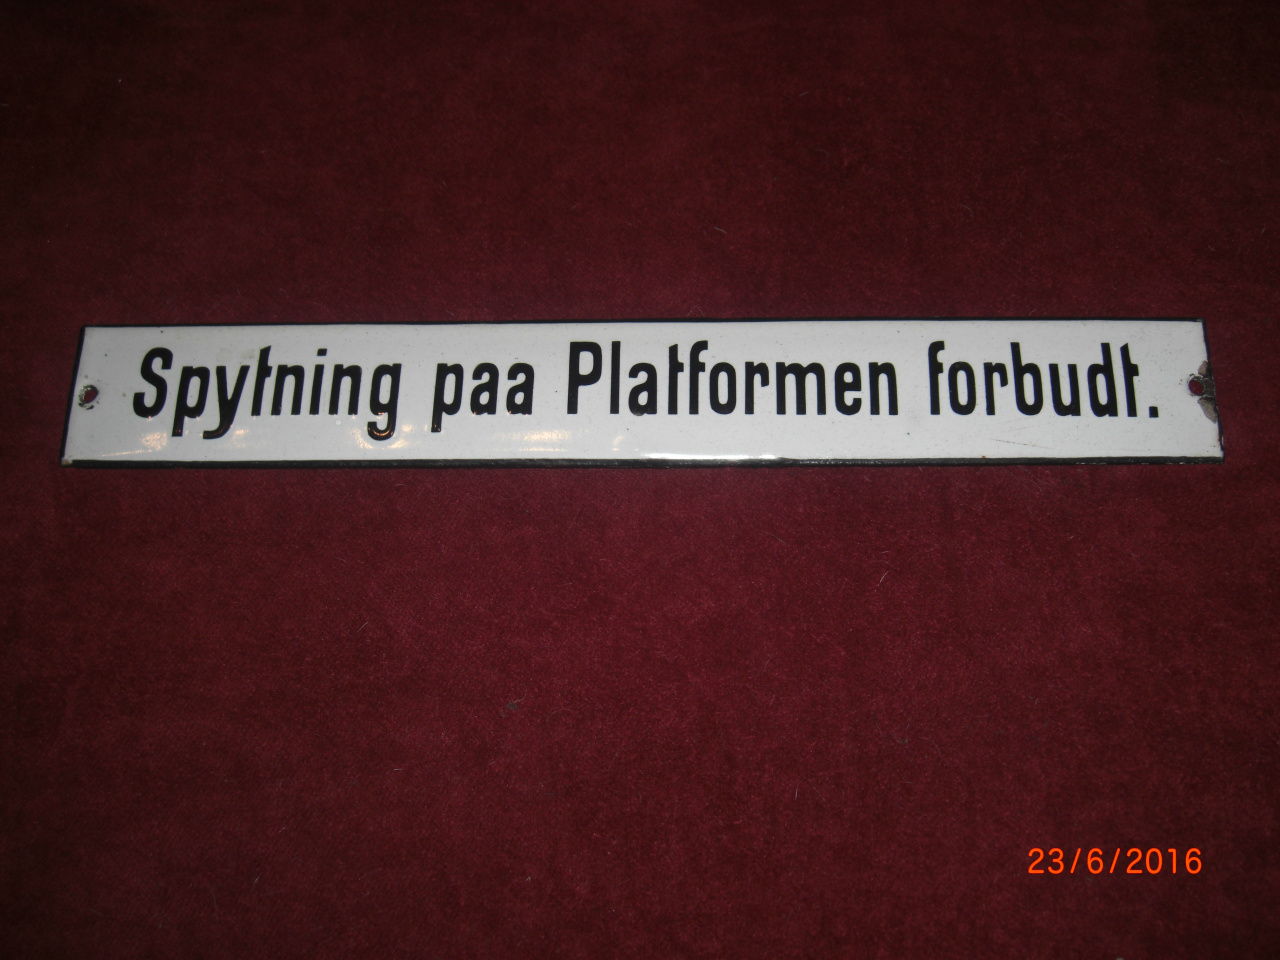 Spytning paa Platformen forbudt.
23/6/2016